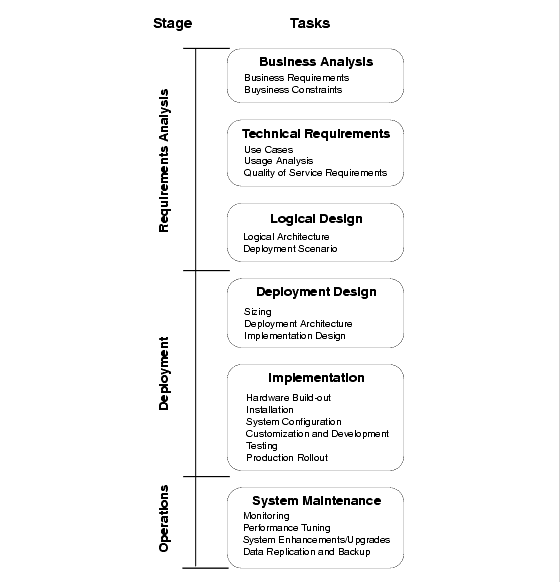 Stage
Tasks
Requirements Analysis
Business Analysis
Business Requirements
Buysiness Constraints
Technical Requirements
Use Cases
Usage Analysis
Quality of Service Requirements
Logical Design
Logical Architecture
Deployment Scenario
Deployment
Deployment Design
Sizing
Deployment Architecture
Implementation Design
Implementation
Hardware Build-out
Installation
System Configuration
Customization and Development
Testing
Production Rollout
Operations
System Maintenance
Monitoring
Performance Tuning
System Enhancements/Upgrades
Data Replication and Backup